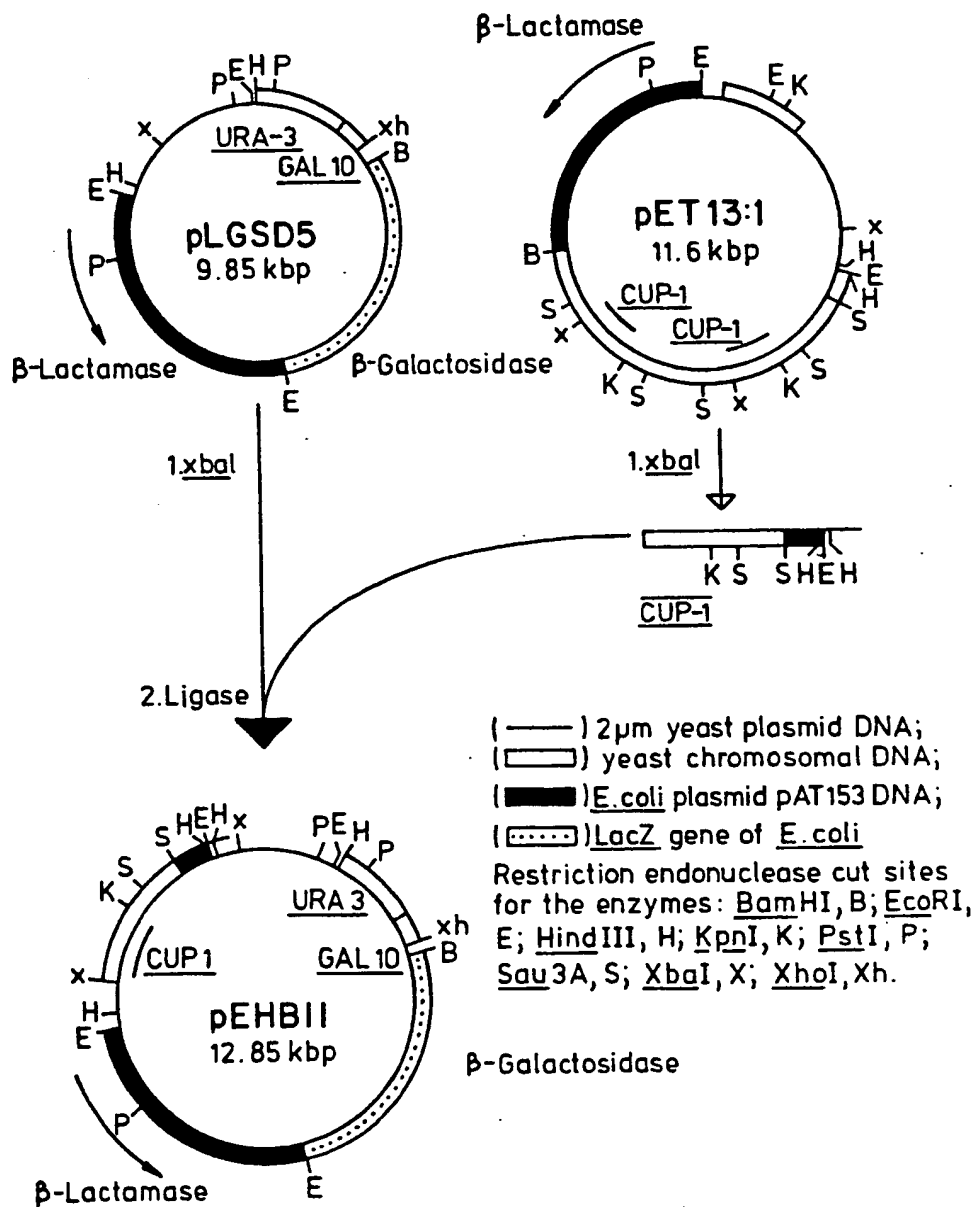 β-Lactamase
P E H P
x
H
E
P
URA-3
GAL 10
xh
B
pLGSD5
9.85 kbp
β-Lactamase
β-Galactosidase
E
P E
E K
B
pET 13:1
11.6 kbp
x
H
E
H
S
CUP-1
CUP-1
S
x
K
S
S
x
K
S
1.xbaI
1.xbaI
K S S H E H
CUP-1
2.Ligase
(——) 2µm yeast plasmid DNA;
( ) yeast chromosomal DNA;
( ) E.coli plasmid pAT153 DNA;
( ) LacZ gene of E.coli
Restriction endonuclease cut sites
for the enzymes: BamHI, B; EcoRI,
E; HindIII, H; KpnI, K; PstI, P;
Sau3A, S; XbaI, X; XhoI, Xh.
K S S H E H x
P E H P
x
H
E
P
URA 3
GAL 10
CUP 1
xh
B
pEHBII
12.85 kbp
β-Galactosidase
β-Lactamase
E